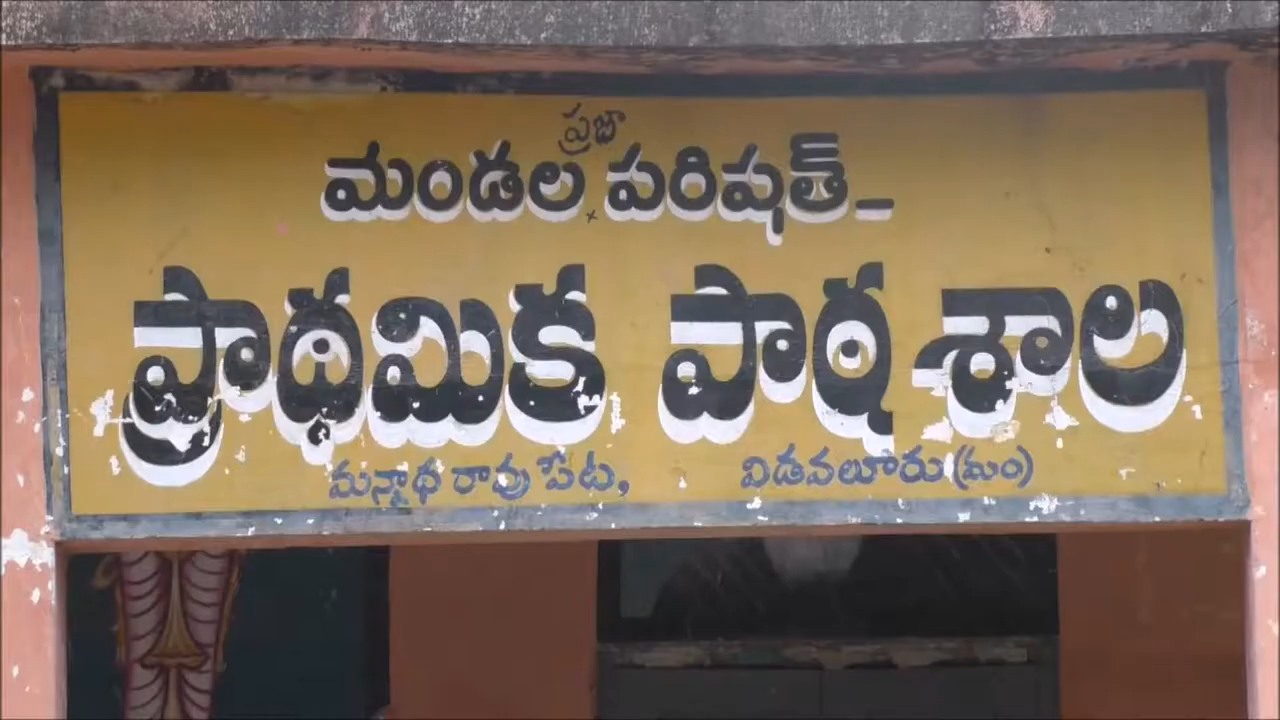 ప్రజా
మండల పరిషత్ -
ప్రాథమిక పాఠశాల
మన్మాథ రావు పేట, విడవలూరు (మం)